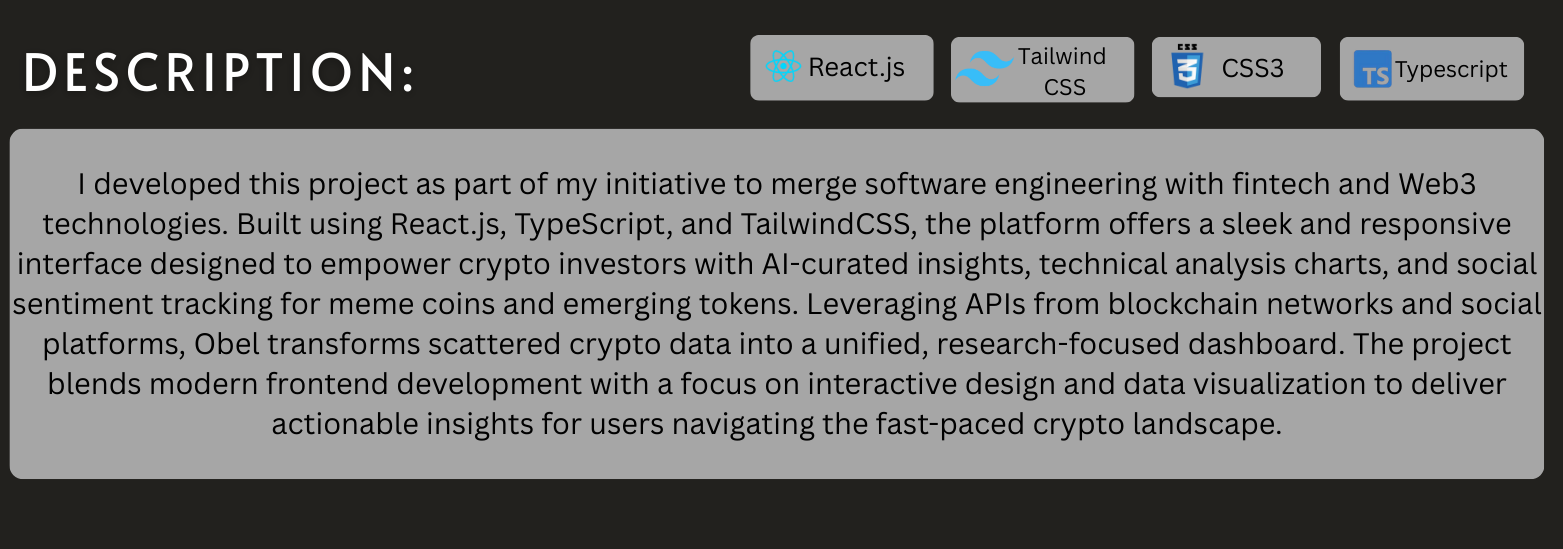 DESCRIPTION:
React.js
Tailwind
CSS
CSS
CSS3
TS
Typescript
I developed this project as part of my initiative to merge software engineering with fintech and Web3
technologies. Built using React.js, TypeScript, and TailwindCSS, the platform offers a sleek and responsive
interface designed to empower crypto investors with AI-curated insights, technical analysis charts, and social
sentiment tracking for meme coins and emerging tokens. Leveraging APIs from blockchain networks and social
platforms, Obel transforms scattered crypto data into a unified, research-focused dashboard. The project
blends modern frontend development with a focus on interactive design and data visualization to deliver
actionable insights for users navigating the fast-paced crypto landscape.